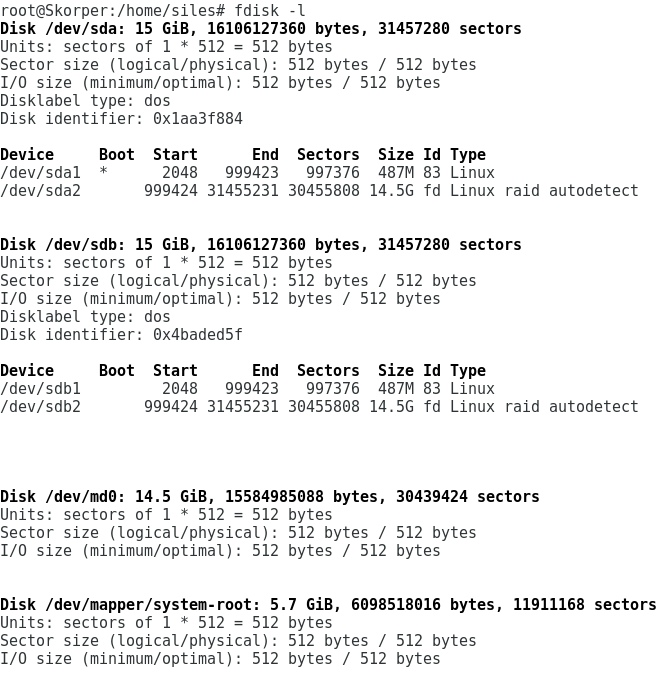 root@Skorper:/home/siles# fdisk -l
Disk /dev/sda: 15 GiB, 16106127360 bytes, 31457280 sectors
Units: sectors of 1 * 512 = 512 bytes
Sector size (logical/physical): 512 bytes / 512 bytes
I/O size (minimum/optimal): 512 bytes / 512 bytes
Disklabel type: dos
Disk identifier: 0x1aa3f884
Device     Boot  Start      End  Sectors  Size Id Type
/dev/sda1  *      2048   999423   997376  487M 83 Linux
/dev/sda2       999424 31455231 30455808 14.5G fd Linux raid autodetect
Disk /dev/sdb: 15 GiB, 16106127360 bytes, 31457280 sectors
Units: sectors of 1 * 512 = 512 bytes
Sector size (logical/physical): 512 bytes / 512 bytes
I/O size (minimum/optimal): 512 bytes / 512 bytes
Disklabel type: dos
Disk identifier: 0x4baded5f
Device     Boot  Start      End  Sectors  Size Id Type
/dev/sdb1         2048   999423   997376  487M 83 Linux
/dev/sdb2       999424 31455231 30455808 14.5G fd Linux raid autodetect
Disk /dev/md0: 14.5 GiB, 15584985088 bytes, 30439424 sectors
Units: sectors of 1 * 512 = 512 bytes
Sector size (logical/physical): 512 bytes / 512 bytes
I/O size (minimum/optimal): 512 bytes / 512 bytes
Disk /dev/mapper/system-root: 5.7 GiB, 6098518016 bytes, 11911168 sectors
Units: sectors of 1 * 512 = 512 bytes
Sector size (logical/physical): 512 bytes / 512 bytes
I/O size (minimum/optimal): 512 bytes / 512 bytes